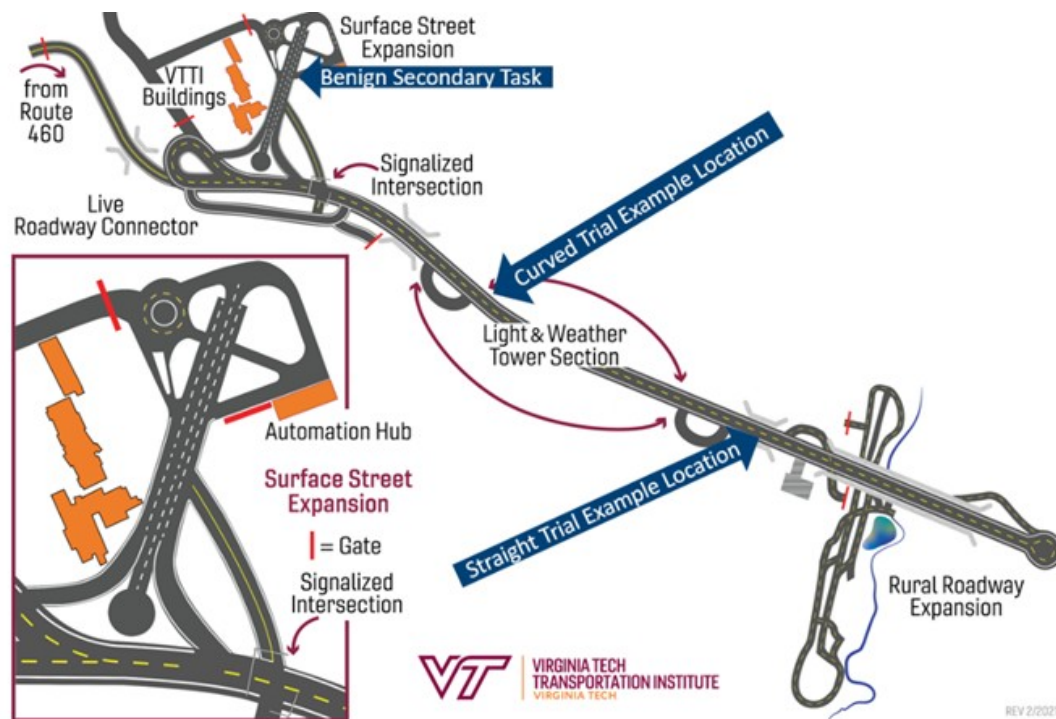 Surface Street
Expansion
Benign Secondary Task
from
Route
460
VTTI
Buildings
Signalized
Intersection
Live
Roadway Connector
Curved Trial Example Location
Light & Weather
Tower Section
Automation Hub
Surface Street
Expansion
= Gate
Signalized
Intersection
Straight Trial Example Location
Rural Roadway
Expansion
VT
VIRGINIA TECH
TRANSPORTATION INSTITUTE
VIRGINIA TECH